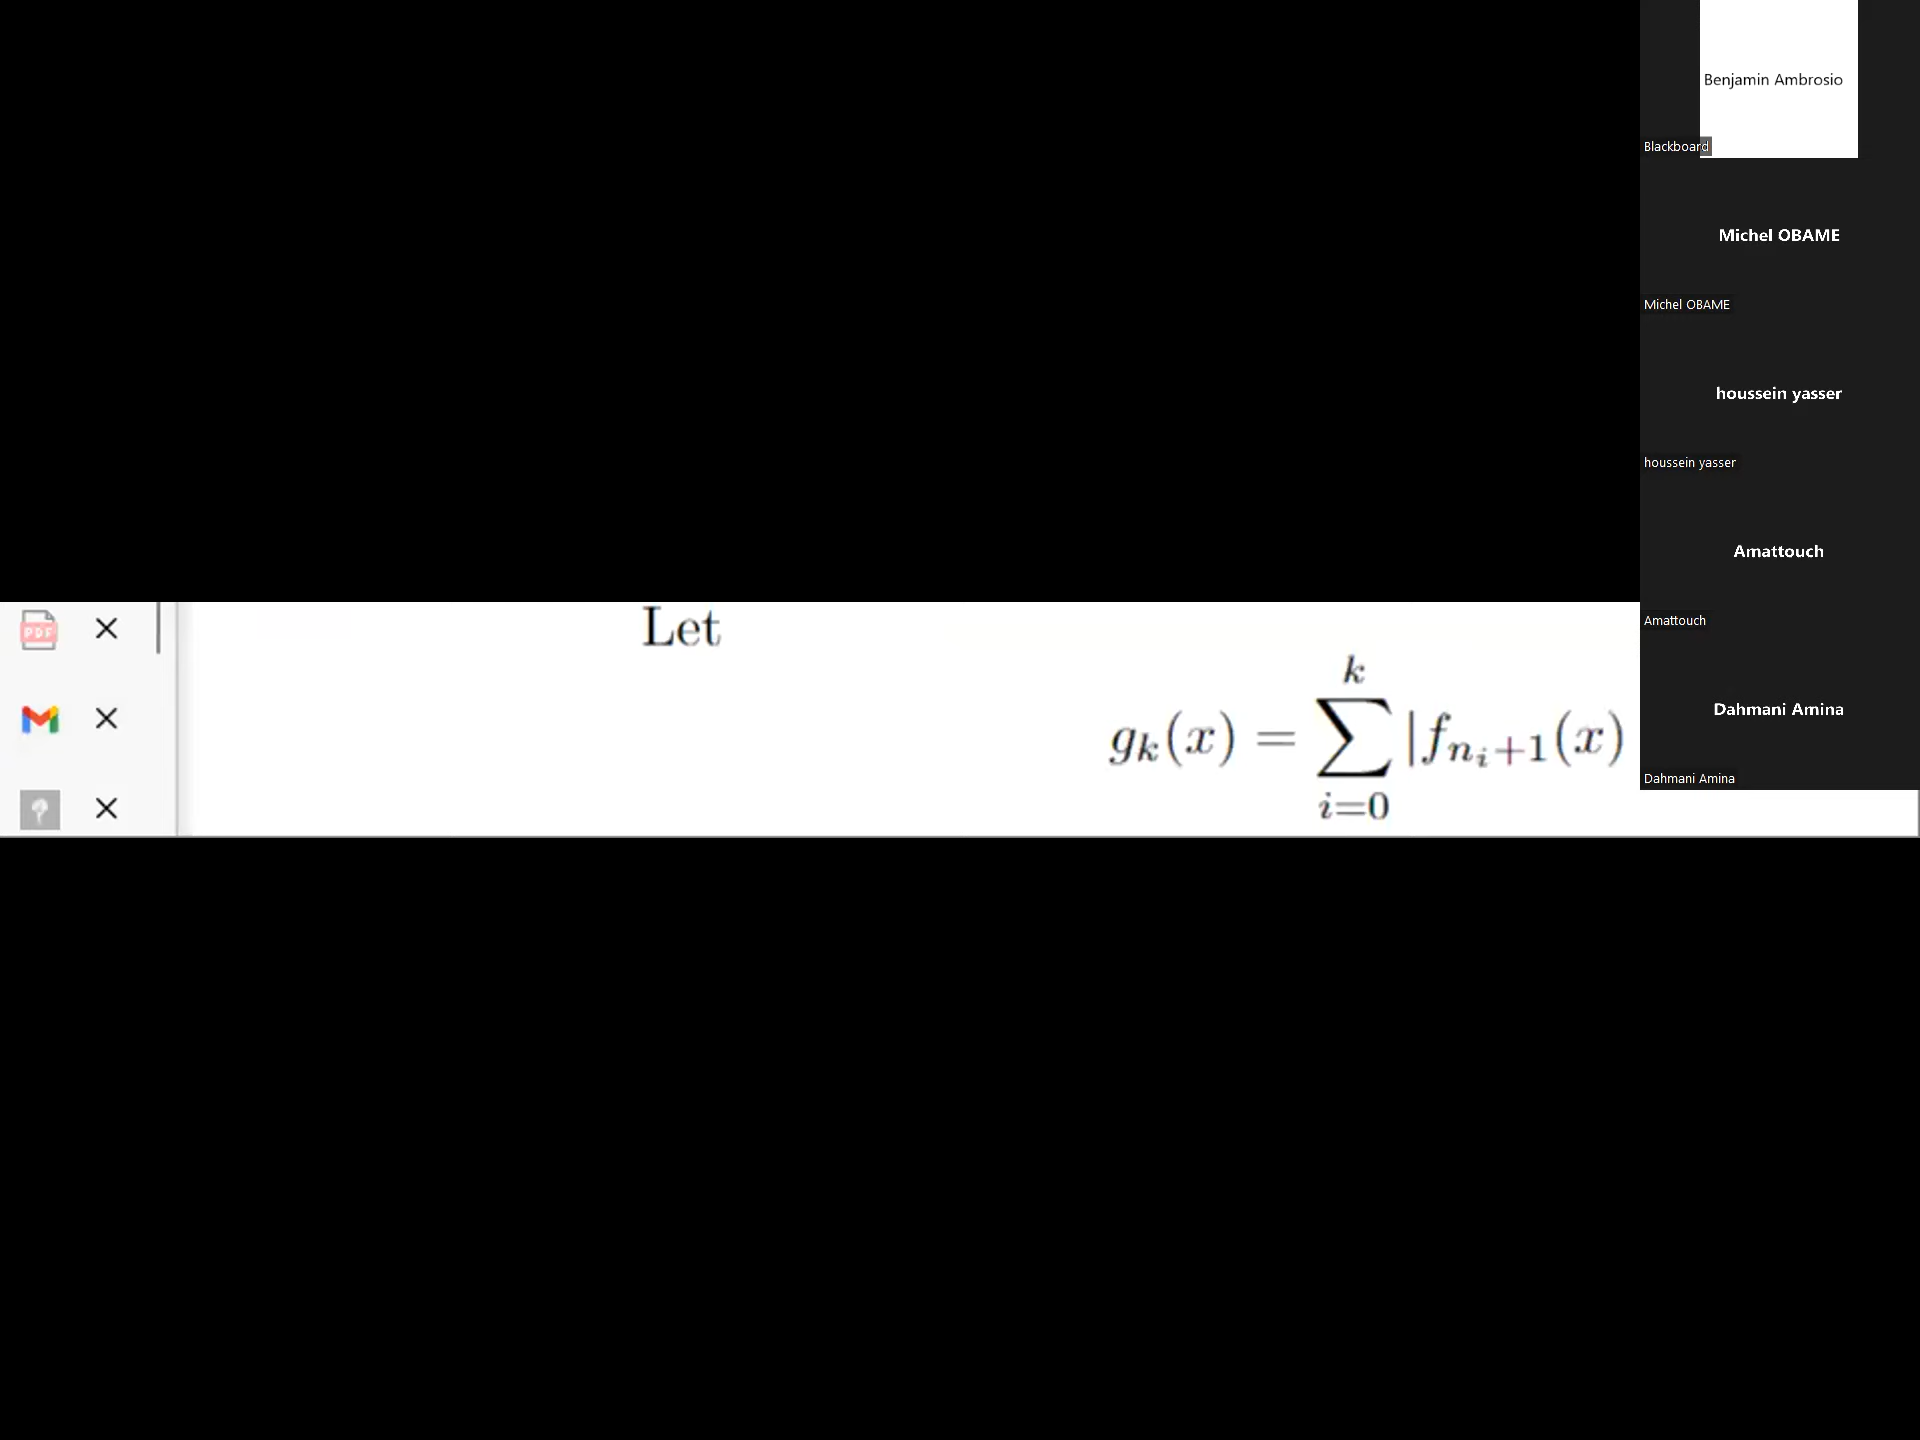 Benjamin Ambrosio
Blackboard
Michel OBAME
Michel OBAME
houssein yasser
houssein yasser
Amattouch
Amattouch
Dahmani Amina
Dahmani Amina
PDF
Let
g_k(x) = \sum_{i=0}^{k} |f_{n_i+1}(x)